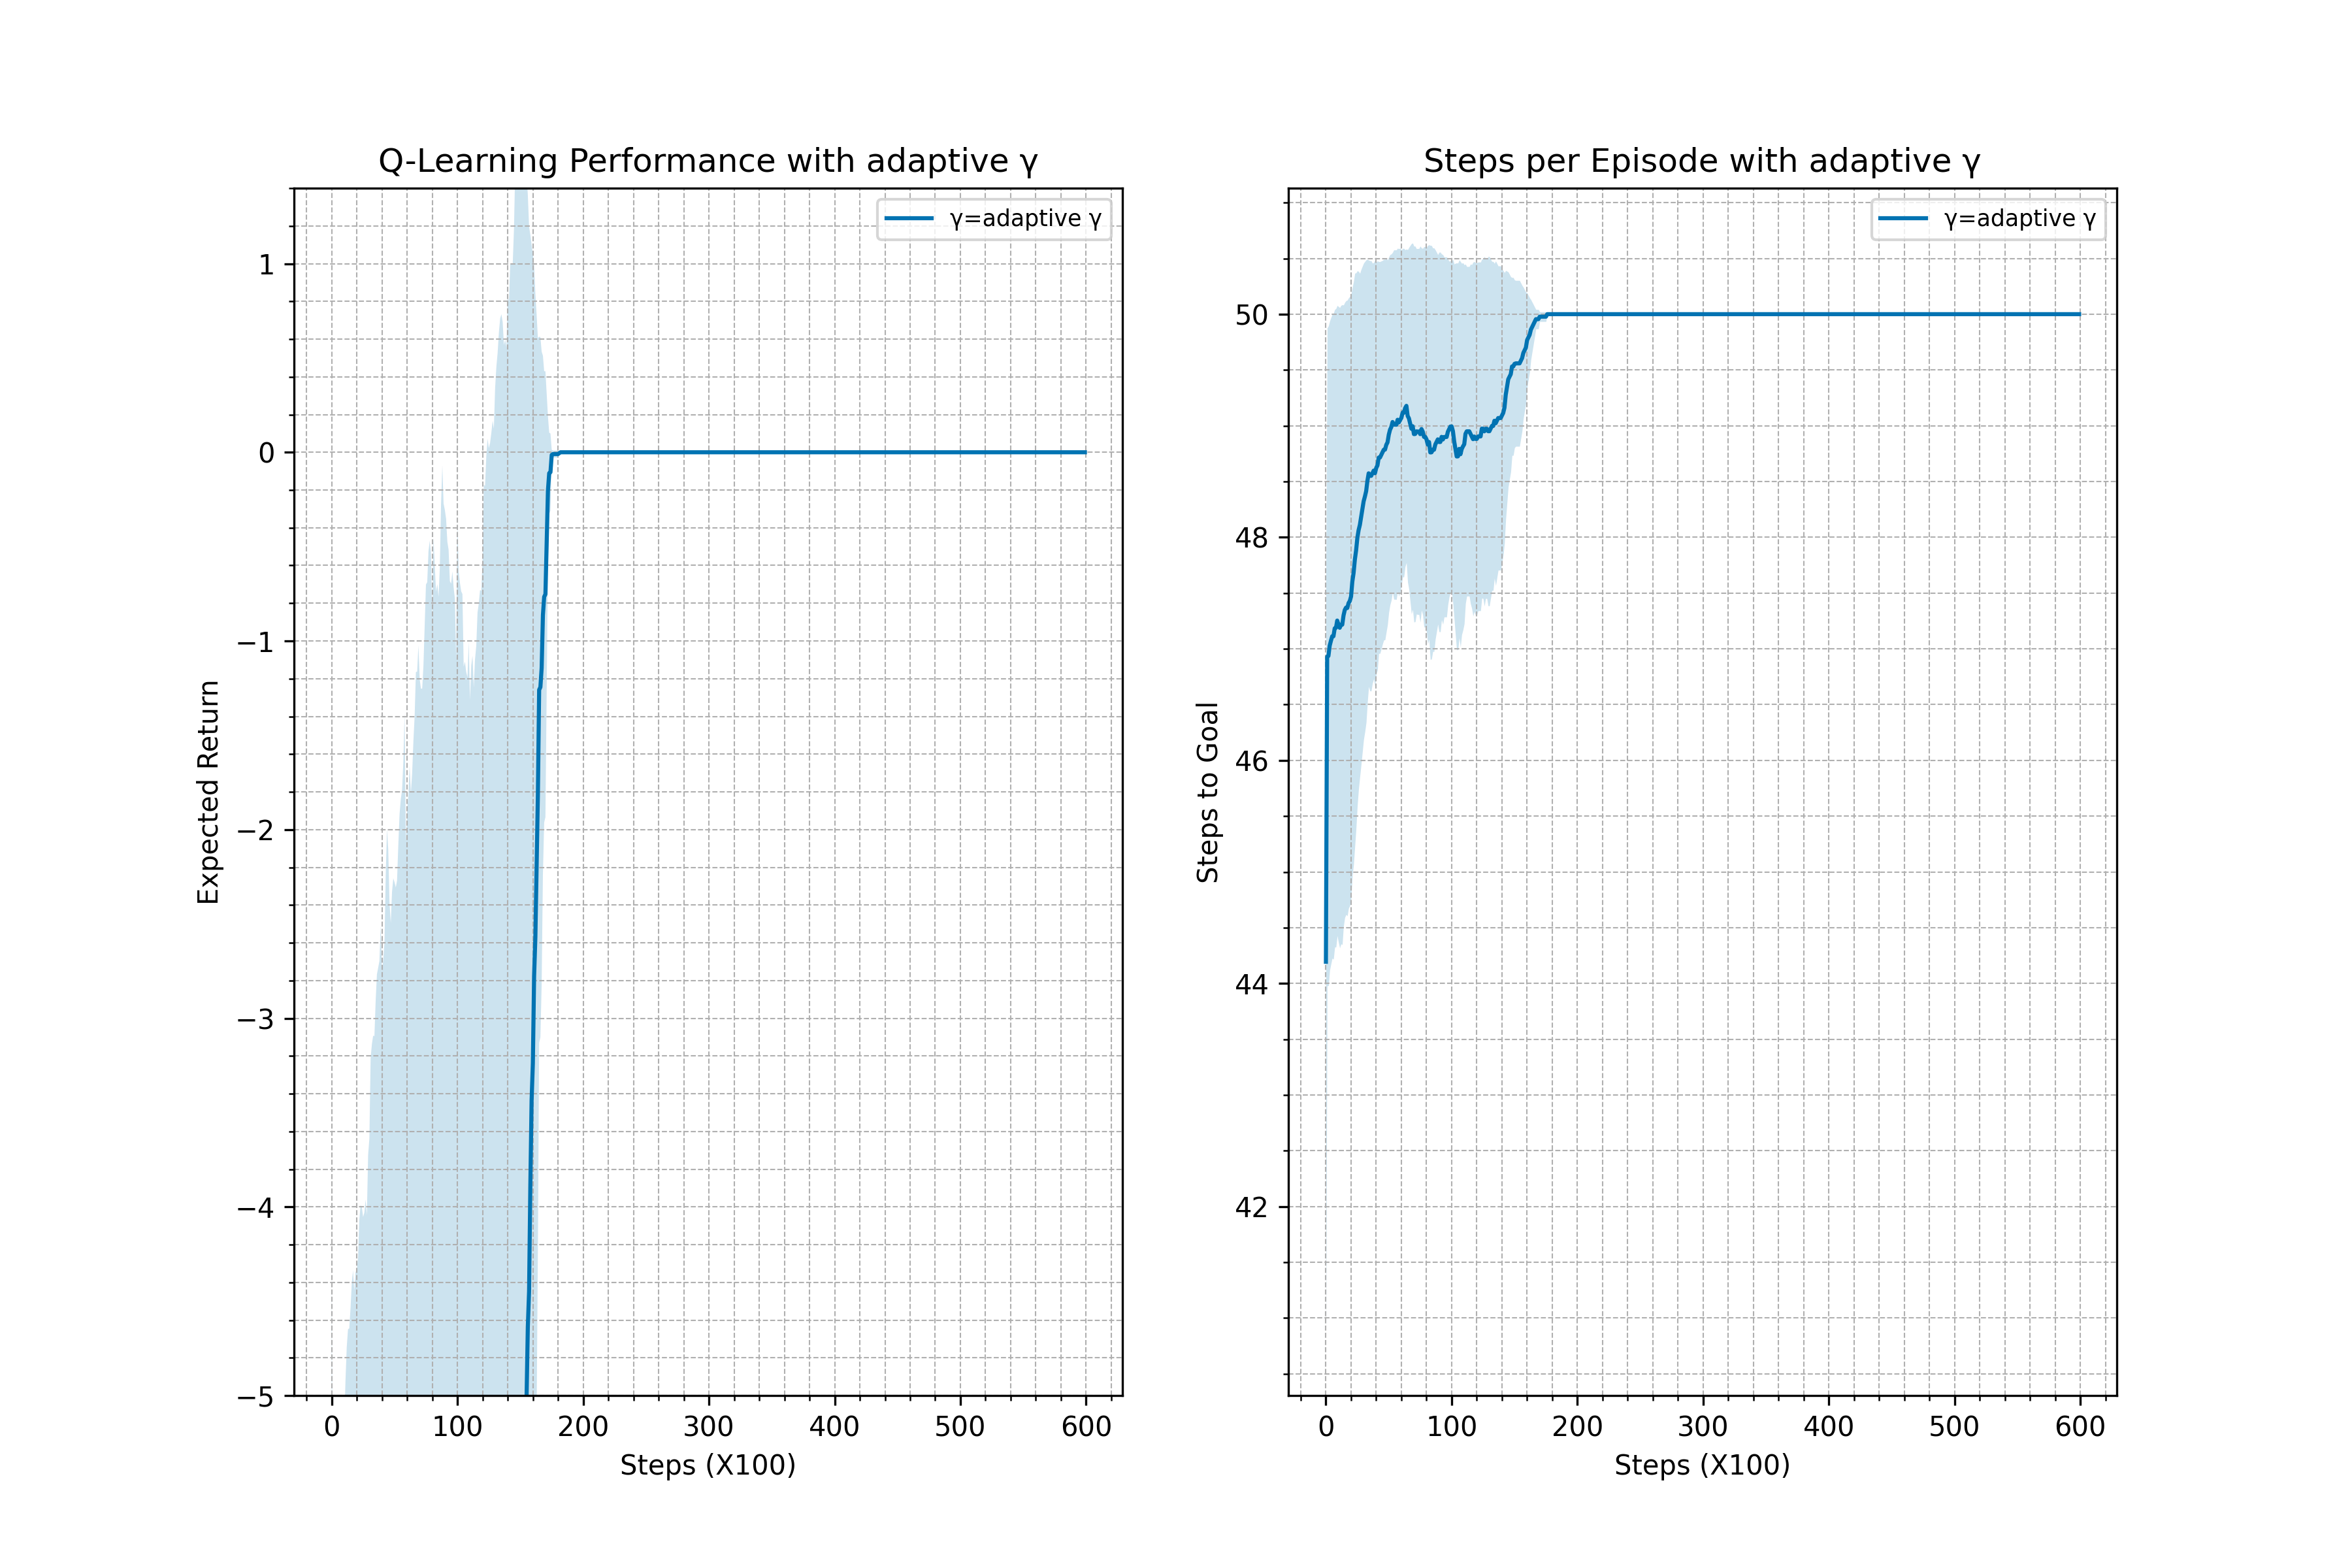 Q-Learning Performance with adaptive γ
γ=adaptive γ
1
0
−1
−2
−3
−4
−5
Expected Return
0 100 200 300 400 500 600
Steps (X100)
Steps per Episode with adaptive γ
γ=adaptive γ
50
48
46
44
42
Steps to Goal
0 100 200 300 400 500 600
Steps (X100)